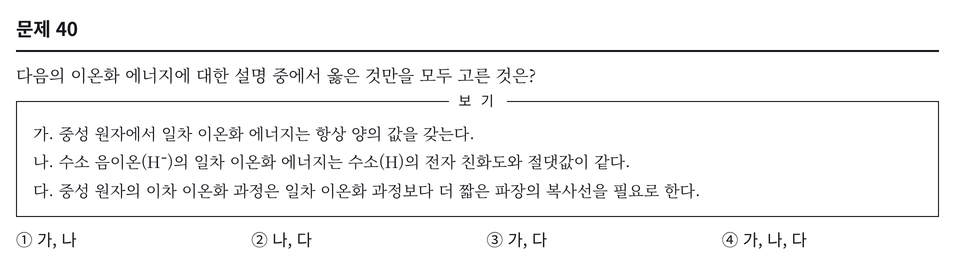 문제 40
다음의 이온화 에너지에 대한 설명 중에서 옳은 것만을 모두 고른 것은?
보 기
가. 중성 원자에서 일차 이온화 에너지는 항상 양의 값을 갖는다.
나. 수소 음이온(H⁻)의 일차 이온화 에너지는 수소(H)의 전자 친화도와 절댓값이 같다.
다. 중성 원자의 이차 이온화 과정은 일차 이온화 과정보다 더 짧은 파장의 복사선을 필요로 한다.
① 가, 나 ② 나, 다 ③ 가, 다 ④ 가, 나, 다